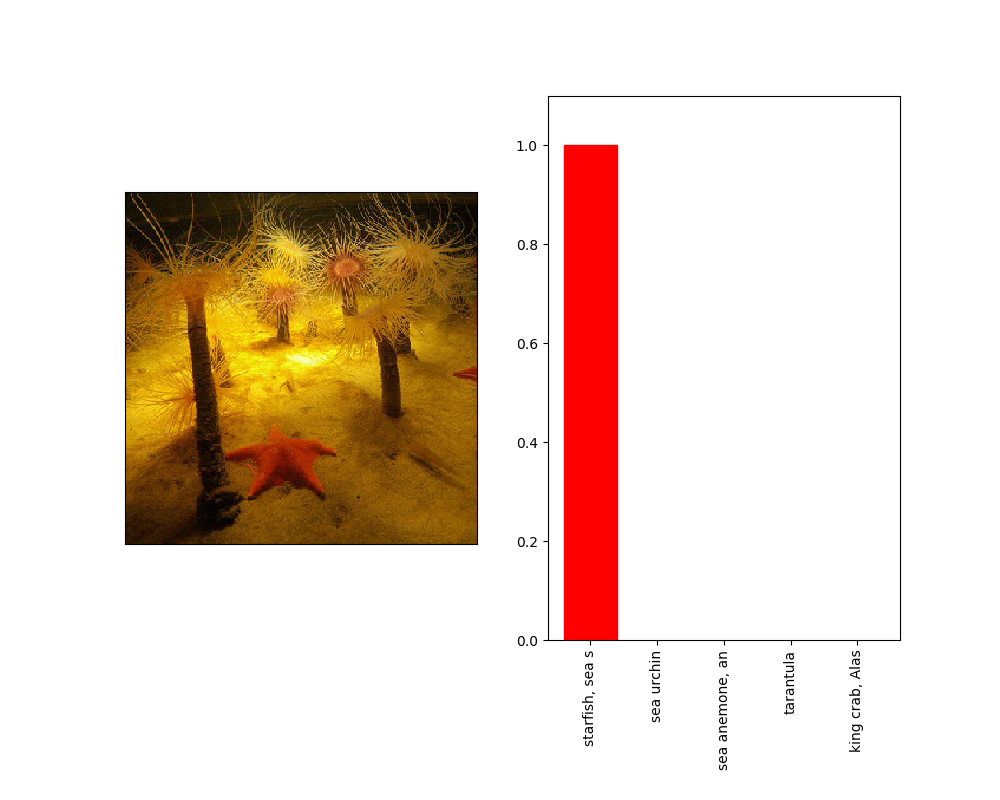 1.0
0.8
0.6
0.4
0.2
0.0
starfish, sea s
sea urchin
sea anemone, an
tarantula
king crab, Alas